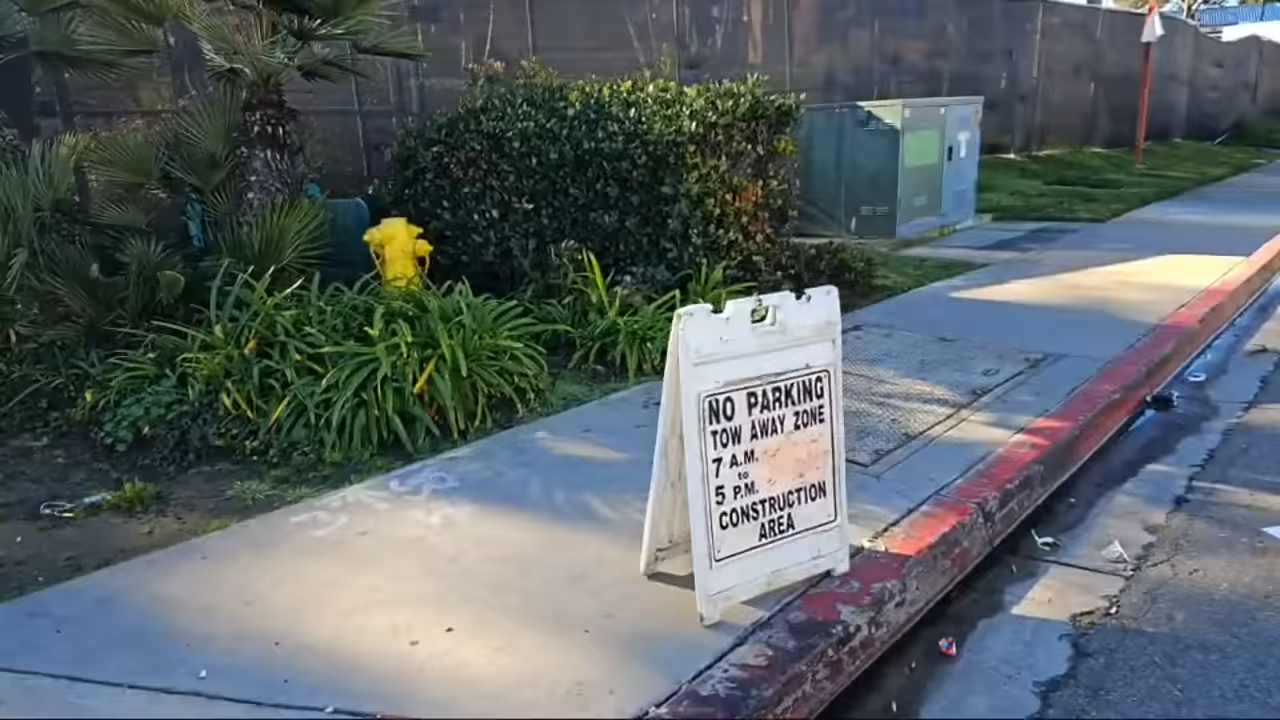 NO PARKING
TOW AWAY ZONE
7 A.M.
to
5 P.M.
CONSTRUCTION
AREA